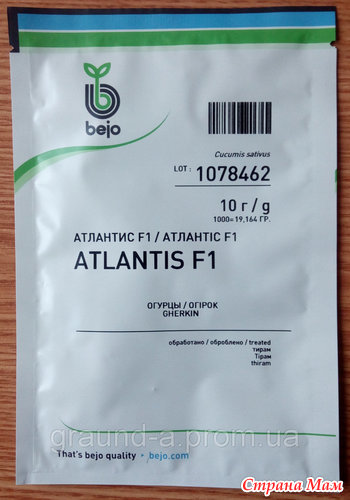 bejo
Cucumis sativus
LOT: 1078462
10 г / g
1000=19,164 ГР.
АТЛАНТИС F1 / АТЛАНТІС F1
ATLANTIS F1
ОГУРЦЫ / ОГІРОК
GHERKIN
обработано / оброблено / treated
тирам
Тірам
thiram
graund-a.prom.ua
That's bejo quality • bejo.com
Страна Мам